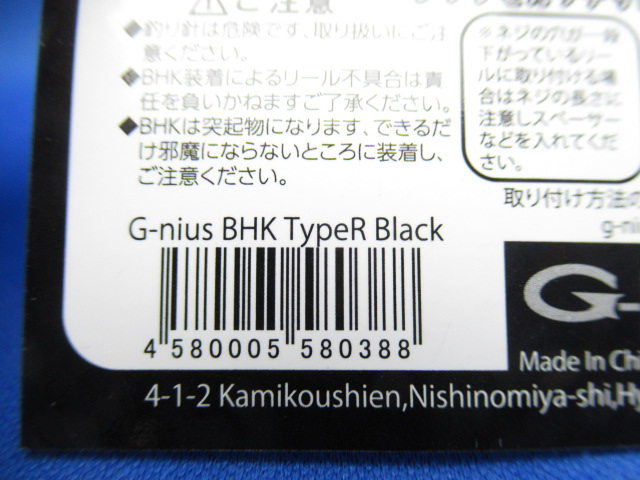 ご注意
●釣り針は危険です、取り扱いにご注
意ください。
●BHK装着によるリール不具合は責
任を負いかねますご了承ください。
●BHKは突起物になります、できるだ
け邪魔にならないところに装着し、
ご注意ください。
※ネジの穴が一段
下がっているリー
ルに取り付ける場
合はネジの長さに
注意しスペーサー
などを入れてくだ
さい。
取り付け方法の
g-ni
G-nius BHK TypeR Black
4 580005 580388
G-
Made In Chi
4-1-2 Kamikoushien,Nishinomiya-shi,Hy